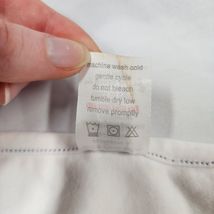 machine wash cold
gentle cycle
do not bleach
tumble dry low
remove promptly